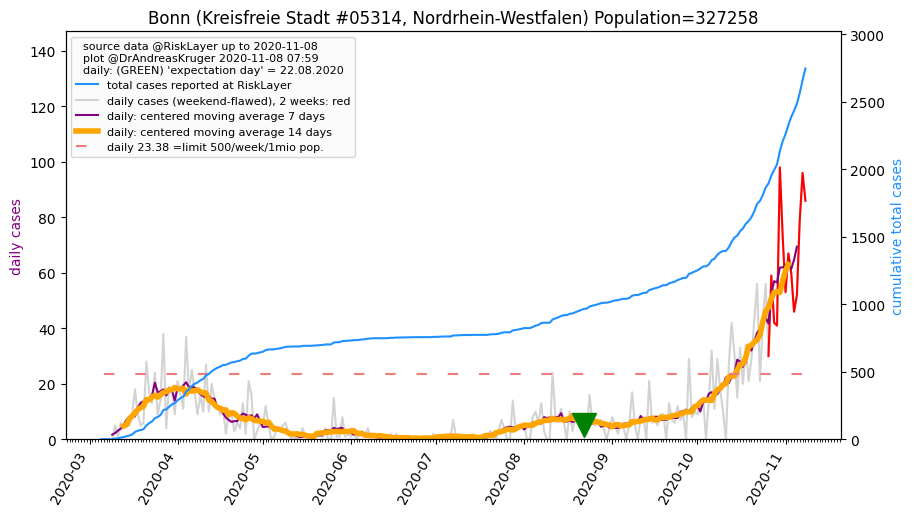 Bonn (Kreisfreie Stadt #05314, Nordrhein-Westfalen) Population=327258
source data @RiskLayer up to 2020-11-08
plot @DrAndreasKruger 2020-11-08 07:59
daily: (GREEN) 'expectation day' = 22.08.2020
total cases reported at RiskLayer
daily cases (weekend-flawed), 2 weeks: red
daily: centered moving average 7 days
daily: centered moving average 14 days
daily 23.38 =limit 500/week/1mio pop.
daily cases
140
120
100
80
60
40
20
0
cumulative total cases
3000
2500
2000
1500
1000
500
0
2020-03
2020-04
2020-05
2020-06
2020-07
2020-08
2020-09
2020-10
2020-11